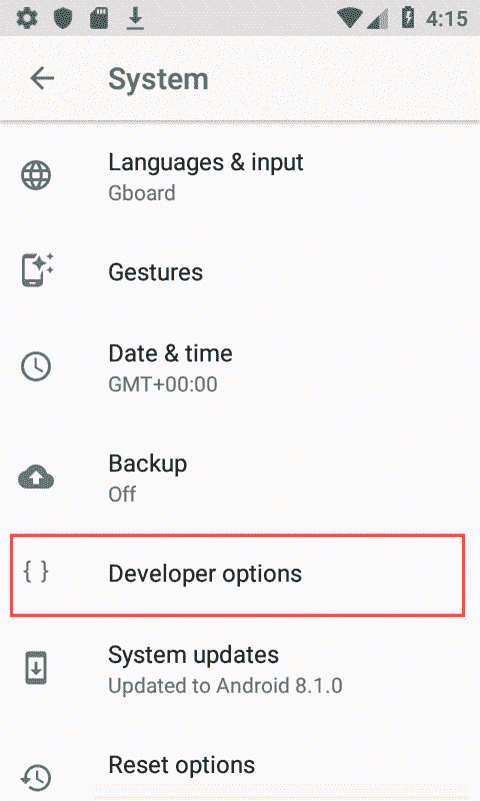 4:15
System
Languages & input
Gboard
Gestures
Date & time
GMT+00:00
Backup
Off
{ } Developer options
System updates
Updated to Android 8.1.0
Reset options